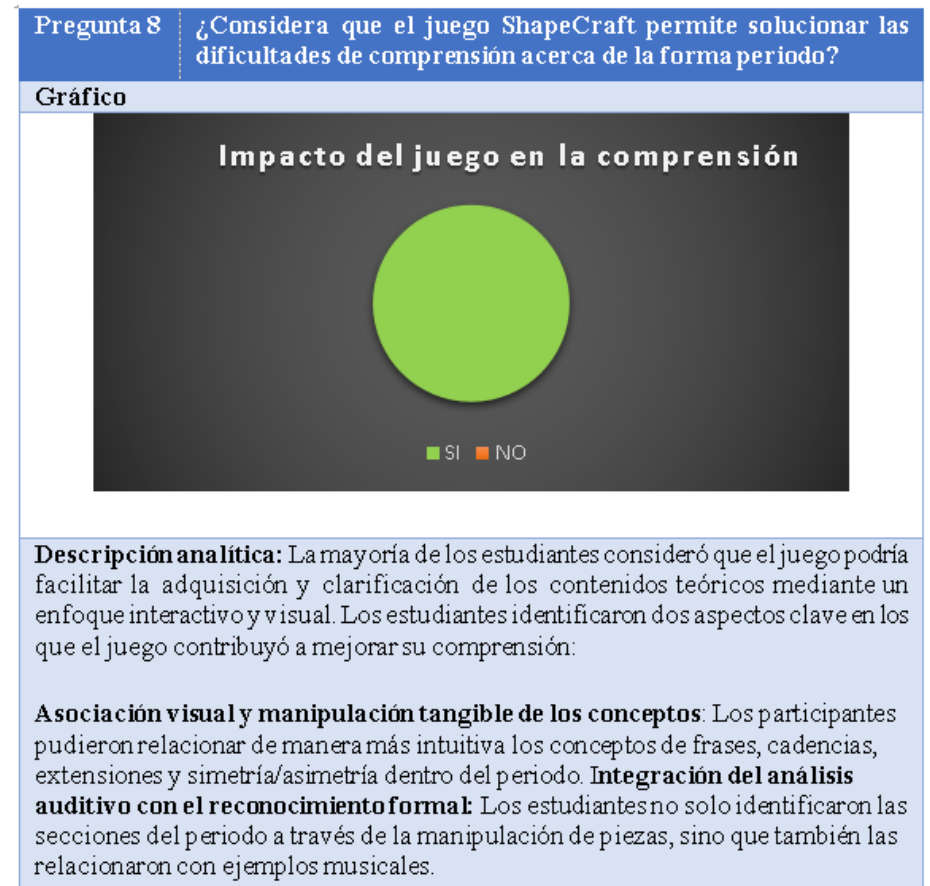 Pregunta 8
¿Considera que el juego ShapeCraft permite solucionar las
dificultades de comprensión acerca de la forma periodo?
Gráfico
Impacto del juego en la comprensión
SI NO
Descripción analítica: La mayoría de los estudiantes consideró que el juego podría
facilitar la adquisición y clarificación de los contenidos teóricos mediante un
enfoque interactivo y visual. Los estudiantes identificaron dos aspectos clave en los
que el juego contribuyó a mejorar su comprensión:
Asociación visual y manipulación tangible de los conceptos: Los participantes
pudieron relacionar de manera más intuitiva los conceptos de frases, cadencias,
extensiones y simetría/asimetría dentro del periodo. Integración del análisis
auditivo con el reconocimiento formal: Los estudiantes no solo identificaron las
secciones del periodo a través de la manipulación de piezas, sino que también las
relacionaron con ejemplos musicales.